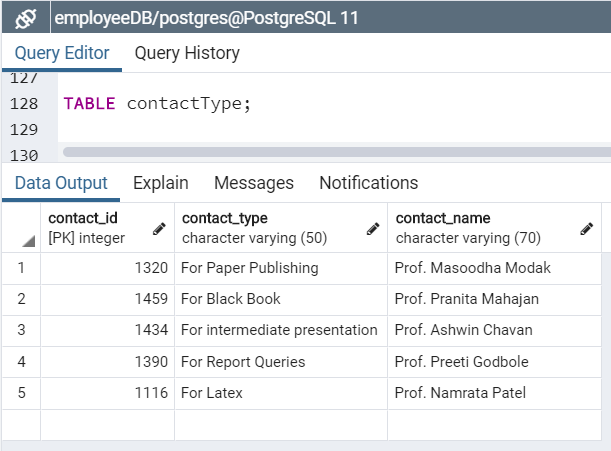 employeeDB/postgres@PostgreSQL 11
Query Editor Query History
127
128 TABLE contactType;
129
130
Data Output Explain Messages Notifications
contact_id contact_type contact_name
[PK] integer character varying (50) character varying (70)
1 1320 For Paper Publishing Prof. Masoodha Modak
2 1459 For Black Book Prof. Pranita Mahajan
3 1434 For intermediate presentation Prof. Ashwin Chavan
4 1390 For Report Queries Prof. Preeti Godbole
5 1116 For Latex Prof. Namrata Patel